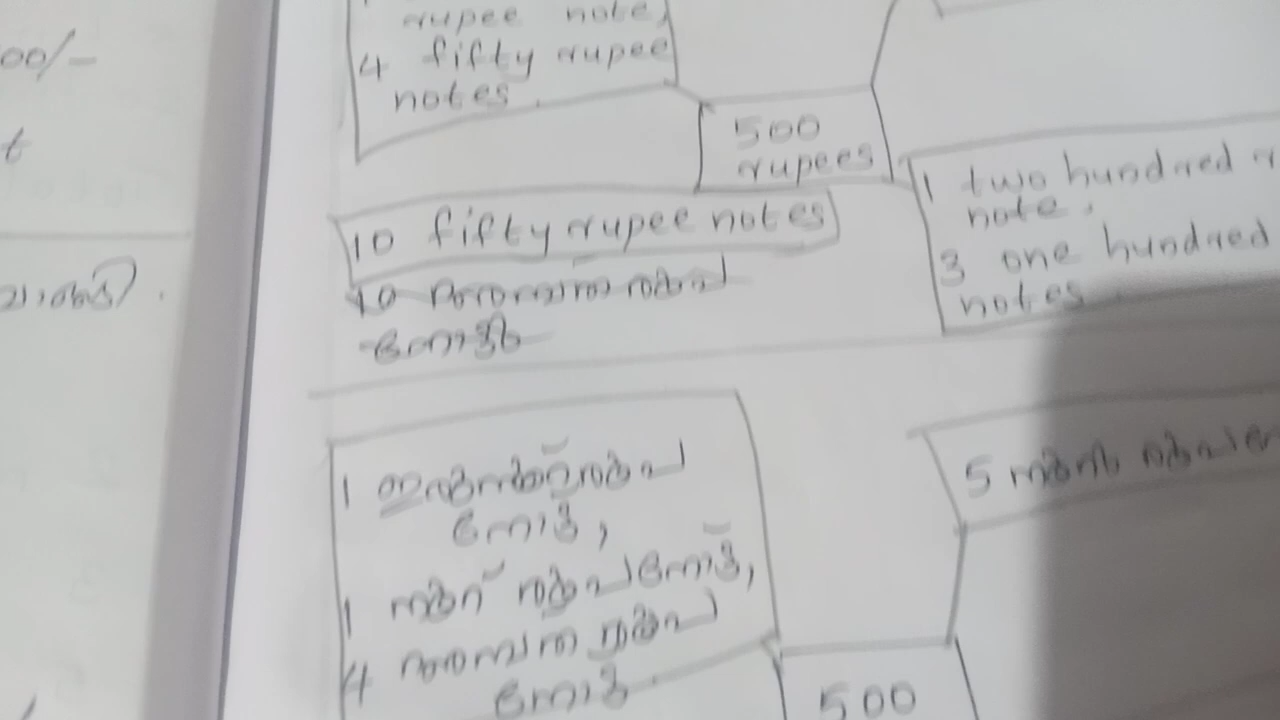 00/-
t
rupee note,
4 fifty rupee
notes.
500
rupees
10 fifty rupee notes
10 അമ്പത് രൂപ
നോട്ട്
1 two hundred
note.
3 one hundred
notes
1 ഇരുന്നൂറ് രൂപ
നോട്ട്,
1 നൂറ് രൂപ നോട്ട്,
4 അമ്പത് രൂപ
നോട്ട്.
5 നൂറ് രൂപ
500